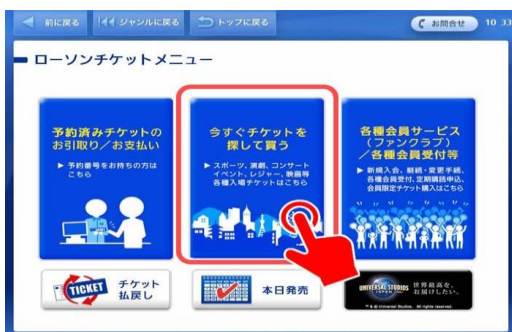 前に戻る
ジャンルに戻る
トップに戻る
お問合せ
10 33
ローソンチケットメニュー
予約済みチケットの
お引取り/お支払い
▶ 予約番号をお持ちの方は
こちら
今すぐチケットを
探して買う
▶ スポーツ、演劇、コンサート
イベント、レジャー、映画等
各種入場チケットはこちら
各種会員サービス
(ファンクラブ)
/各種会員受付等
▶ 新規入会、継続・変更手続、
各種会員受付、定期購読申込、
会員限定チケット購入はこちら
TICKET
チケット
払戻し
本日発売
UNIVERSAL STUDIOS
JAPAN
世界最高を、
お届けしたい。
™ & © Universal Studios. All rights reserved.